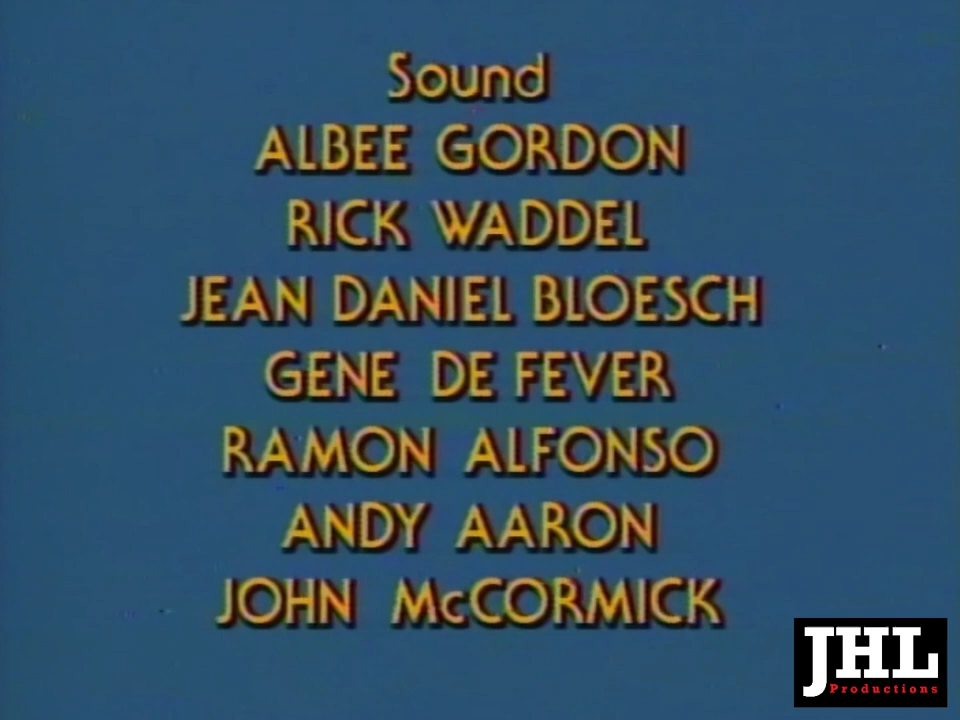 Sound
ALBEE GORDON
RICK WADDEL
JEAN DANIEL BLOESCH
GENE DE FEVER
RAMON ALFONSO
ANDY AARON
JOHN McCORMICK
JHL
Productions